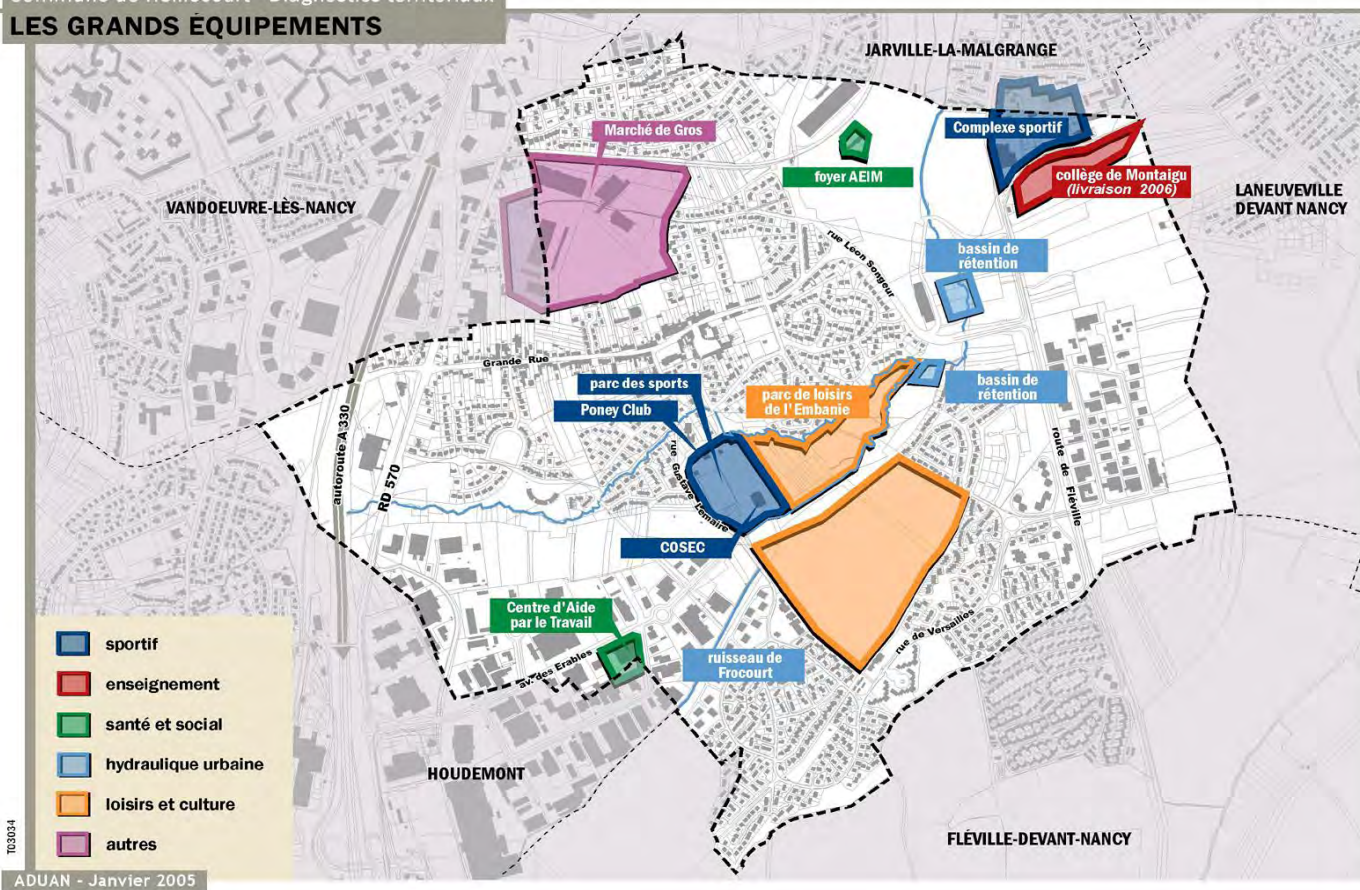 LES GRANDS ÉQUIPEMENTS
JARVILLE-LA-MALGRANGE
Marché de Gros
Complexe sportif
foyer AEIM
collège de Montaigu
(livraison 2006)
LANEUVEVILLE
DEVANT NANCY
VANDOEUVRE-LÈS-NANCY
rue Léon Songeur
bassin de
rétention
Grande Rue
parc des sports
Poney Club
parc de loisirs
de l'Embanie
bassin de
rétention
autoroute A 330
RD 570
rue Gustave Lemaire
route de Fléville
COSEC
Centre d'Aide
par le Travail
av. des Erables
ruisseau de
Frocourt
rue de Versailles
HOUDEMONT
FLÉVILLE-DEVANT-NANCY
sportif
enseignement
santé et social
hydraulique urbaine
loisirs et culture
autres
T03034
ADUAN - Janvier 2005